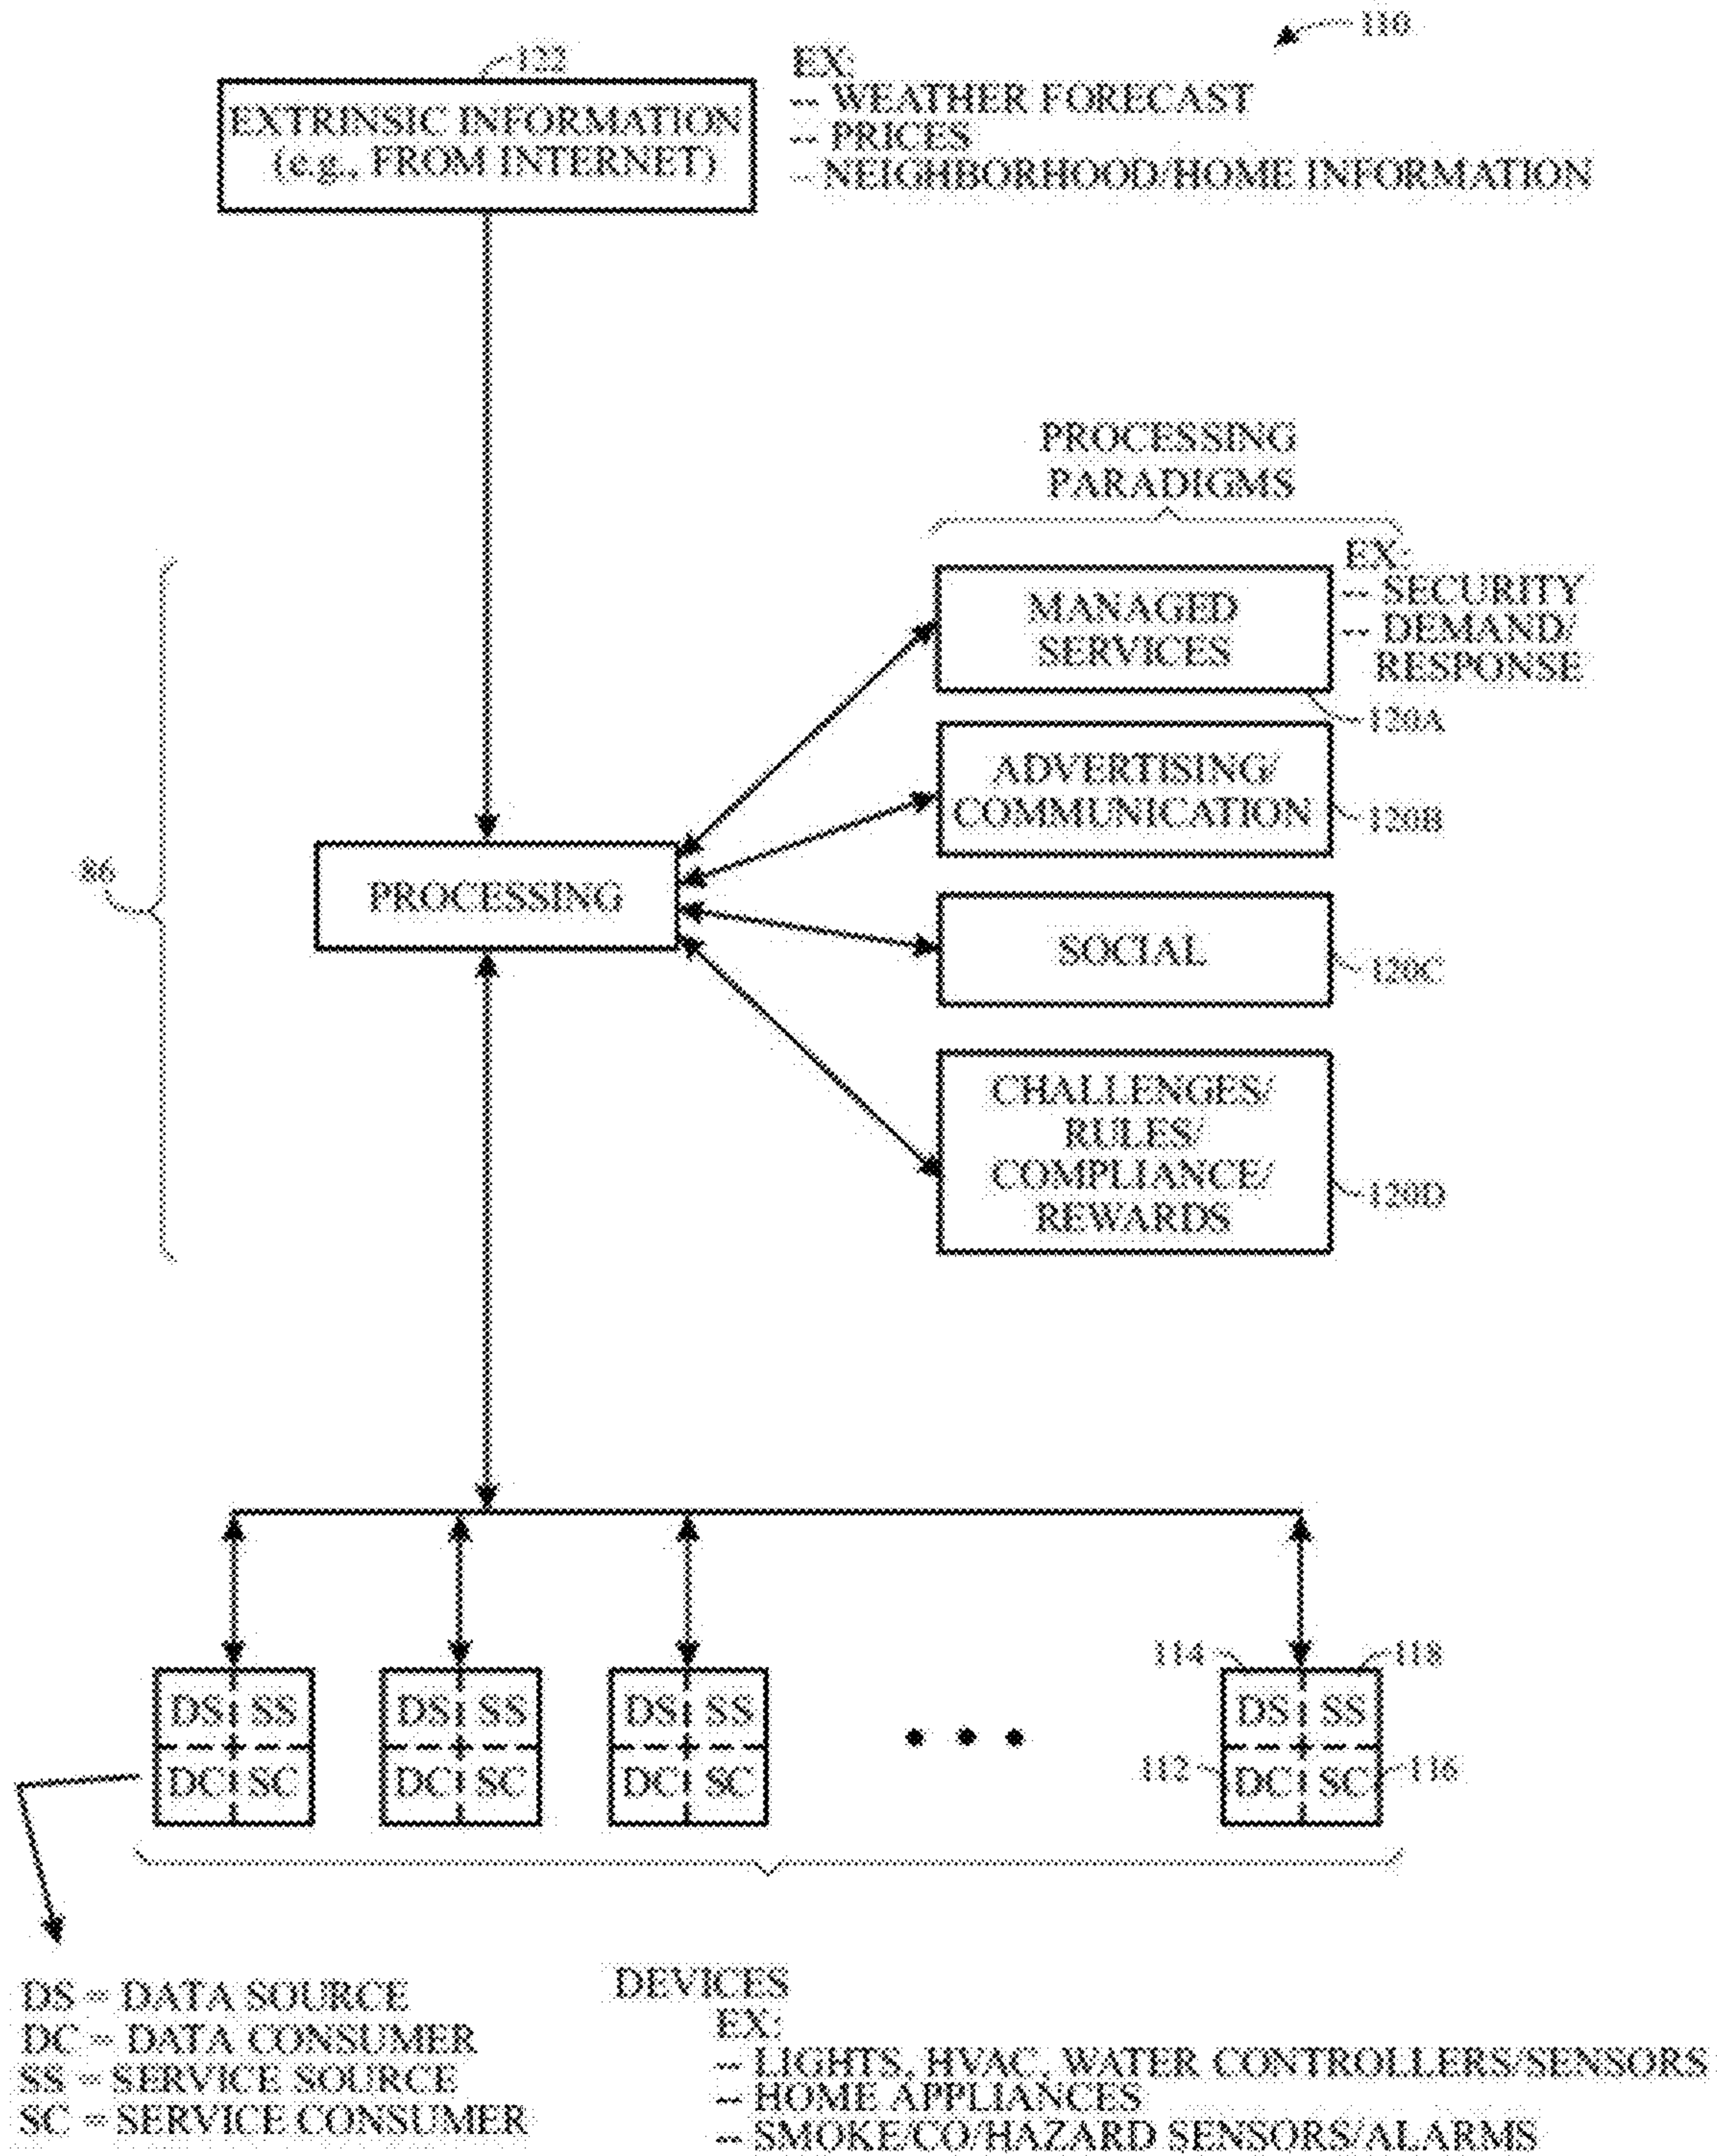 110
122
EXTRINSIC INFORMATION
(e.g., FROM INTERNET)
EX:
-- WEATHER FORECAST
-- PRICES
-- NEIGHBORHOOD/HOME INFORMATION
PROCESSING
PARADIGMS
MANAGED
SERVICES
EX:
-- SECURITY
-- DEMAND/
RESPONSE
120A
ADVERTISING/
COMMUNICATION
120B
86
PROCESSING
SOCIAL
120C
CHALLENGES/
RULES/
COMPLIANCE/
REWARDS
120D
114
118
DS SS
DC SC
DS SS
DC SC
DS SS
DC SC
• • •
DS SS
DC SC
112
116
DS = DATA SOURCE
DC = DATA CONSUMER
SS = SERVICE SOURCE
SC = SERVICE CONSUMER
DEVICES
EX:
-- LIGHTS, HVAC, WATER CONTROLLERS/SENSORS
-- HOME APPLIANCES
-- SMOKE/CO/HAZARD SENSORS/ALARMS